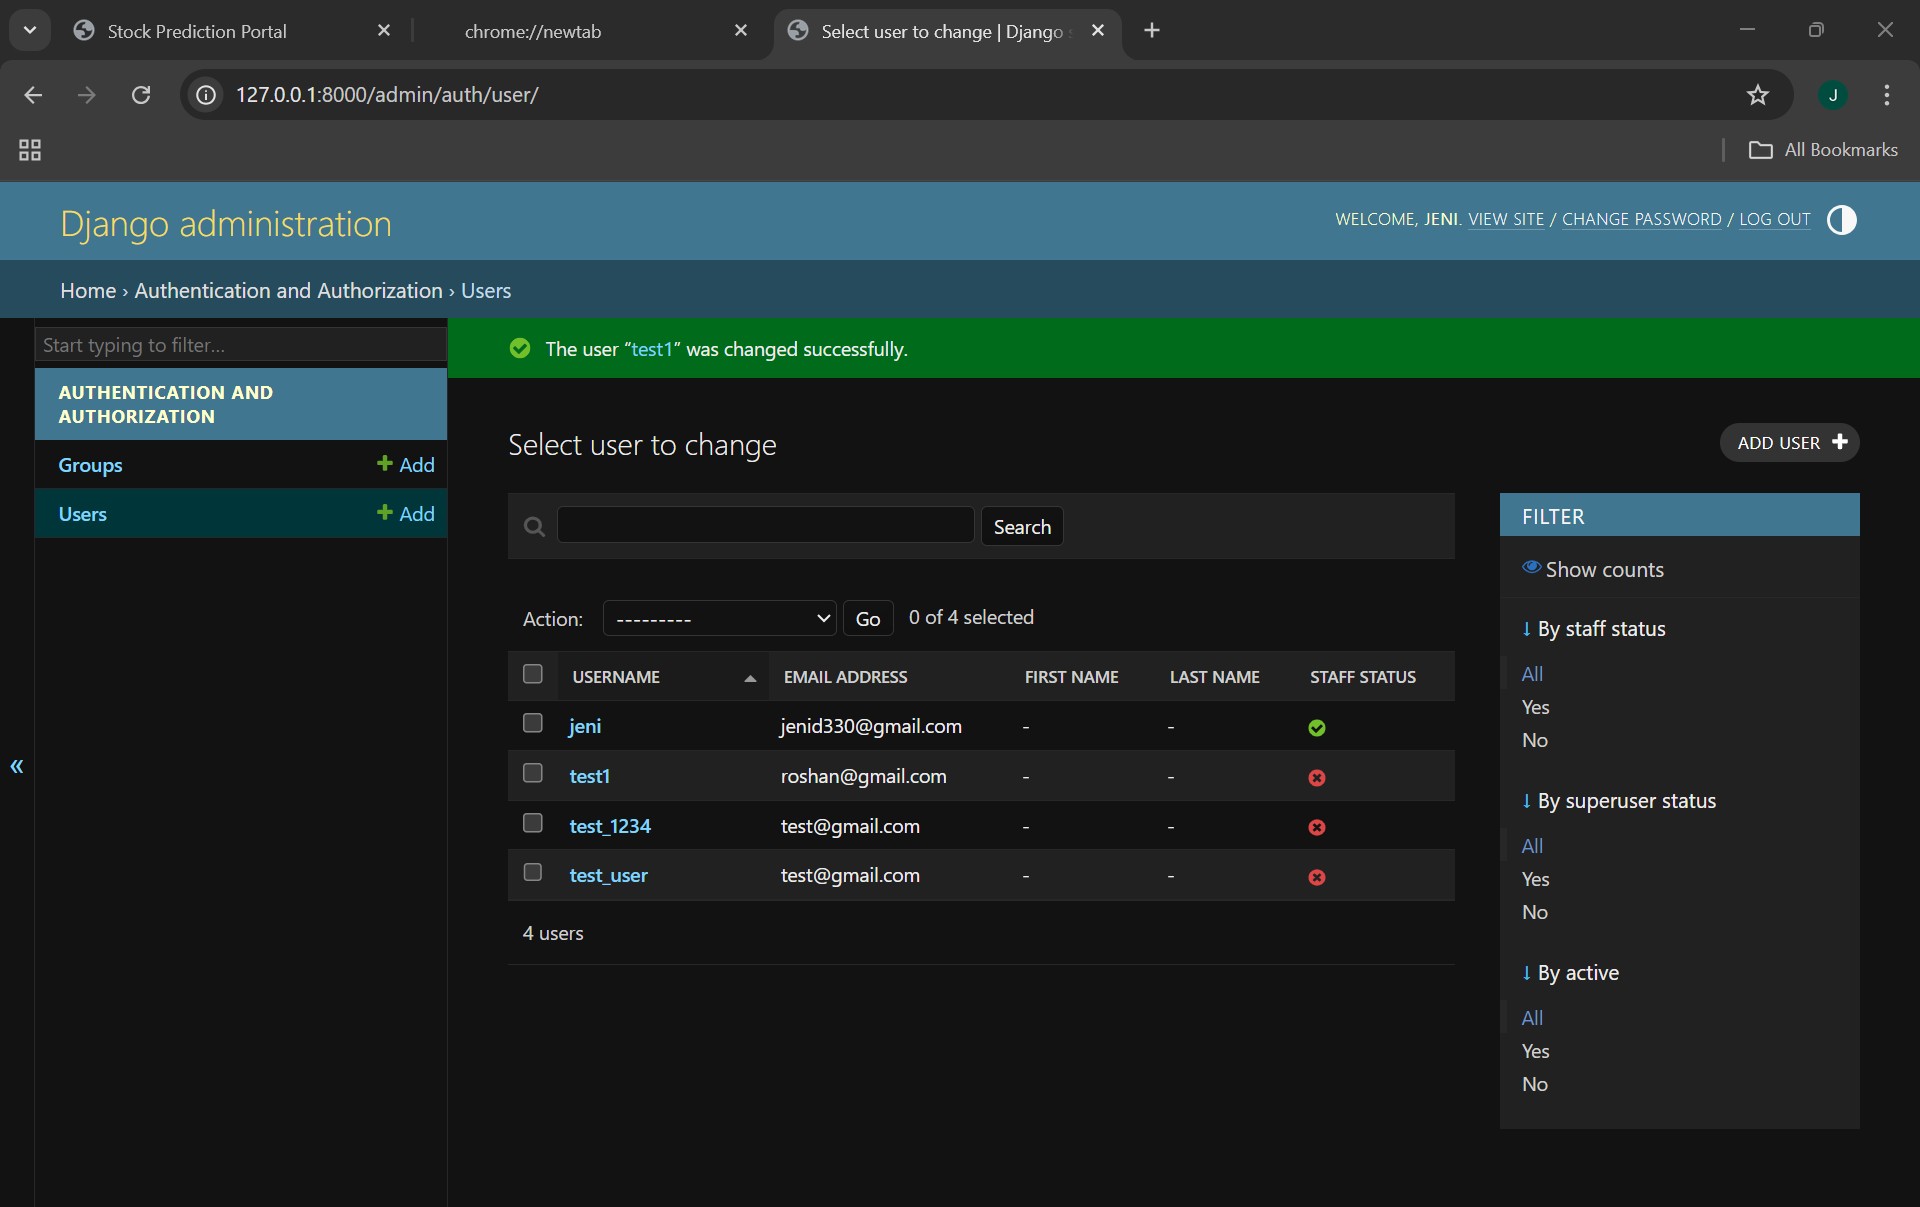 Stock Prediction Portal
chrome://newtab
Select user to change | Django
127.0.0.1:8000/admin/auth/user/
J
All Bookmarks
Django administration
WELCOME, JENI. VIEW SITE / CHANGE PASSWORD / LOG OUT
Home › Authentication and Authorization › Users
Start typing to filter...
AUTHENTICATION AND
AUTHORIZATION
Groups + Add
Users + Add
«
The user “test1” was changed successfully.
Select user to change
ADD USER +
Search
Action: --------- Go 0 of 4 selected
USERNAME EMAIL ADDRESS FIRST NAME LAST NAME STAFF STATUS
jeni jenid330@gmail.com - -
test1 roshan@gmail.com - -
test_1234 test@gmail.com - -
test_user test@gmail.com - -
4 users
FILTER
Show counts
↓ By staff status
All
Yes
No
↓ By superuser status
All
Yes
No
↓ By active
All
Yes
No